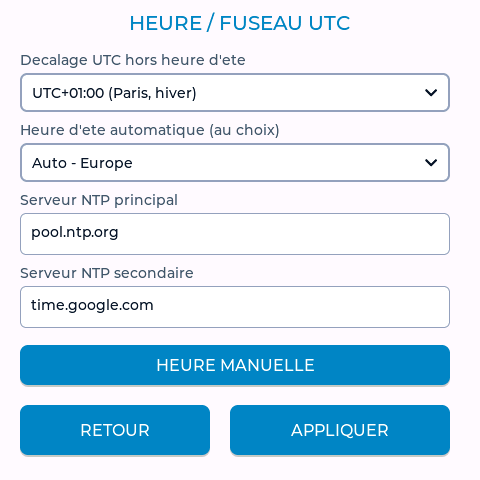 HEURE / FUSEAU UTC
Decalage UTC hors heure d'ete
UTC+01:00 (Paris, hiver)
Heure d'ete automatique (au choix)
Auto - Europe
Serveur NTP principal
pool.ntp.org
Serveur NTP secondaire
time.google.com
HEURE MANUELLE
RETOUR
APPLIQUER